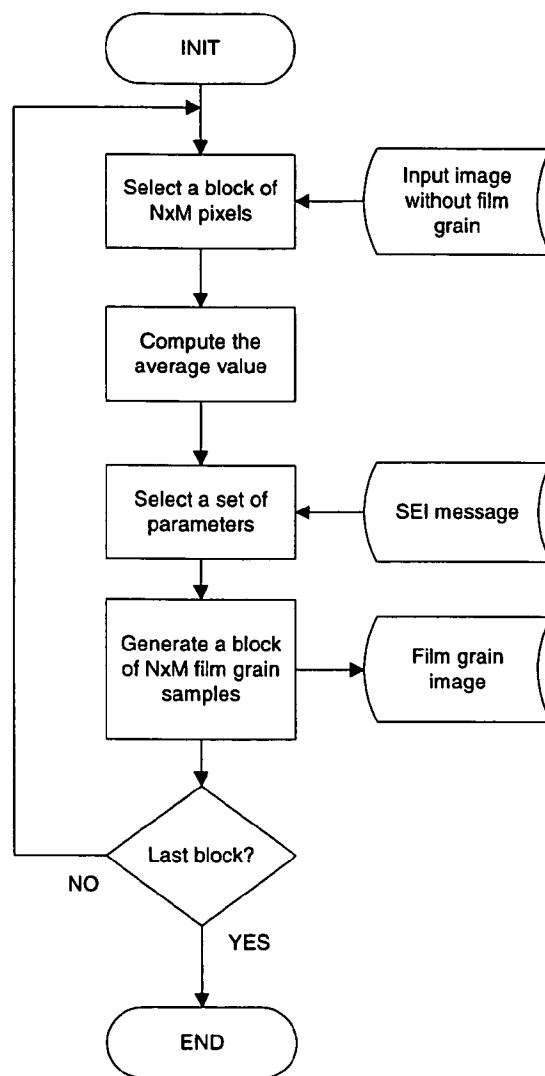 INIT
Select a block of
NxM pixels
Input image
without film
grain
Compute the
average value
Select a set of
parameters
SEI message
Generate a block
of NxM film grain
samples
Film grain
image
Last block?
NO
YES
END